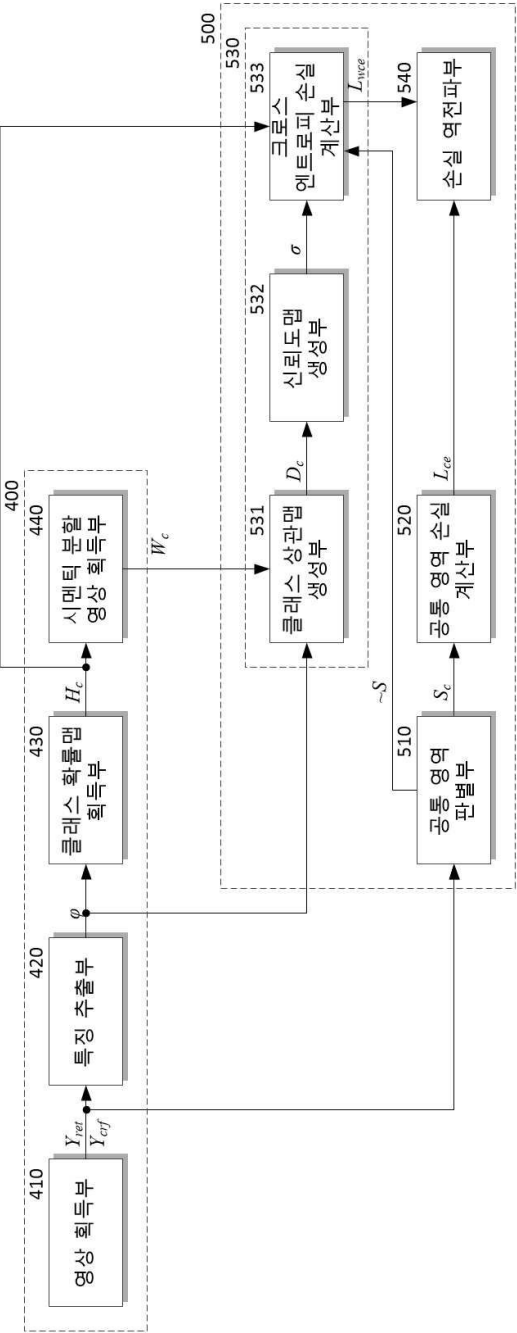 400
410
영상 획득부
Y_ret
Y_crf
420
특징 추출부
φ
430
클래스 확률맵
획득부
H_c
440
시멘틱 분할
영상 획득부
W_c
500
530
531
클래스 상관맵
생성부
D_c
532
신뢰도맵
생성부
σ
533
크로스
엔트로피 손실
계산부
L_wce
~S
510
공통 영역
판별부
S_c
520
공통 영역 손실
계산부
L_ce
540
손실 역전파부